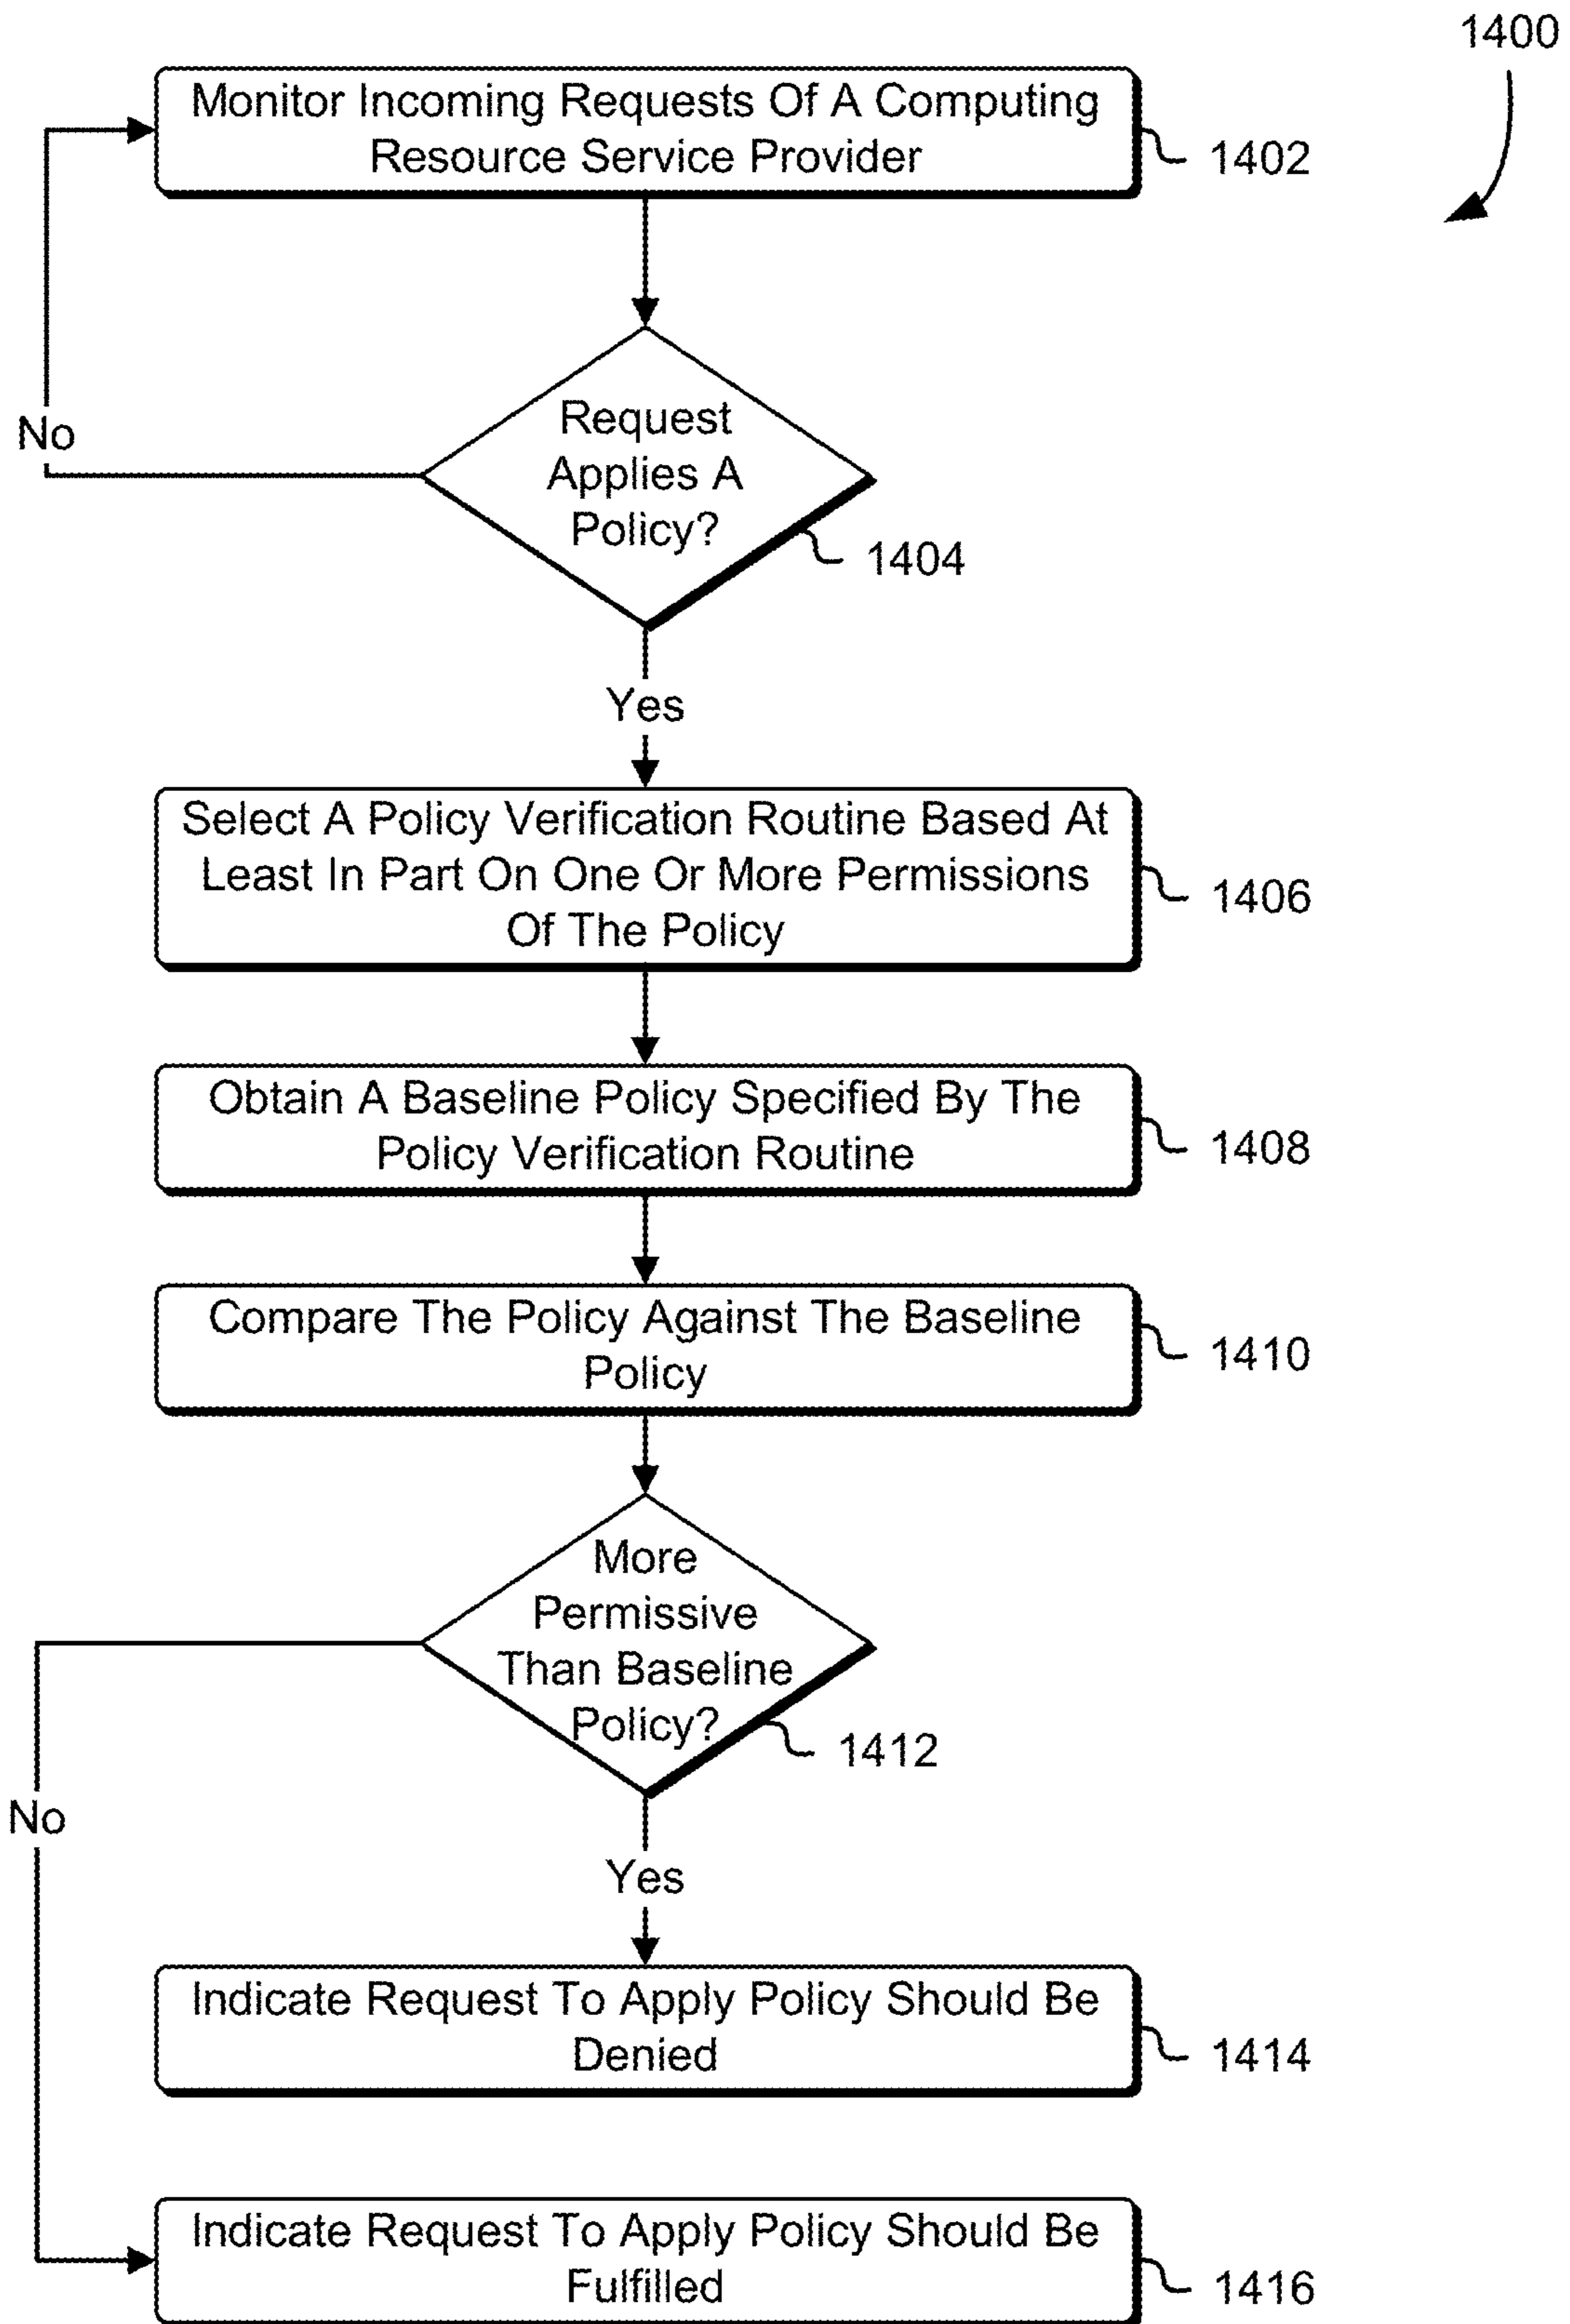 1400
Monitor Incoming Requests Of A Computing
Resource Service Provider
1402
Request
Applies A
Policy?
1404
No
Yes
Select A Policy Verification Routine Based At
Least In Part On One Or More Permissions
Of The Policy
1406
Obtain A Baseline Policy Specified By The
Policy Verification Routine
1408
Compare The Policy Against The Baseline
Policy
1410
More
Permissive
Than Baseline
Policy?
1412
No
Yes
Indicate Request To Apply Policy Should Be
Denied
1414
Indicate Request To Apply Policy Should Be
Fulfilled
1416